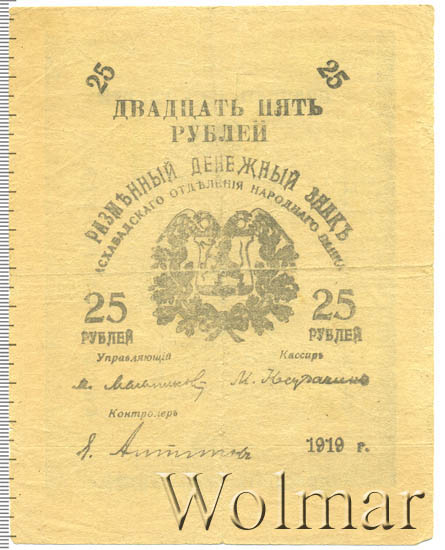 25 25
ДВАДЦАТЬ ПЯТЬ
РУБЛЕЙ
РАЗМѢННЫЙ ДЕНЕЖНЫЙ ЗНАКЪ
АСХАБАДСКАГО ОТДѢЛЕНІЯ НАРОДНАГО БАНКА
25 25
РУБЛЕЙ РУБЛЕЙ
Управляющій Кассиръ
М. М.
Контролеръ
1919 г.
Wolmar